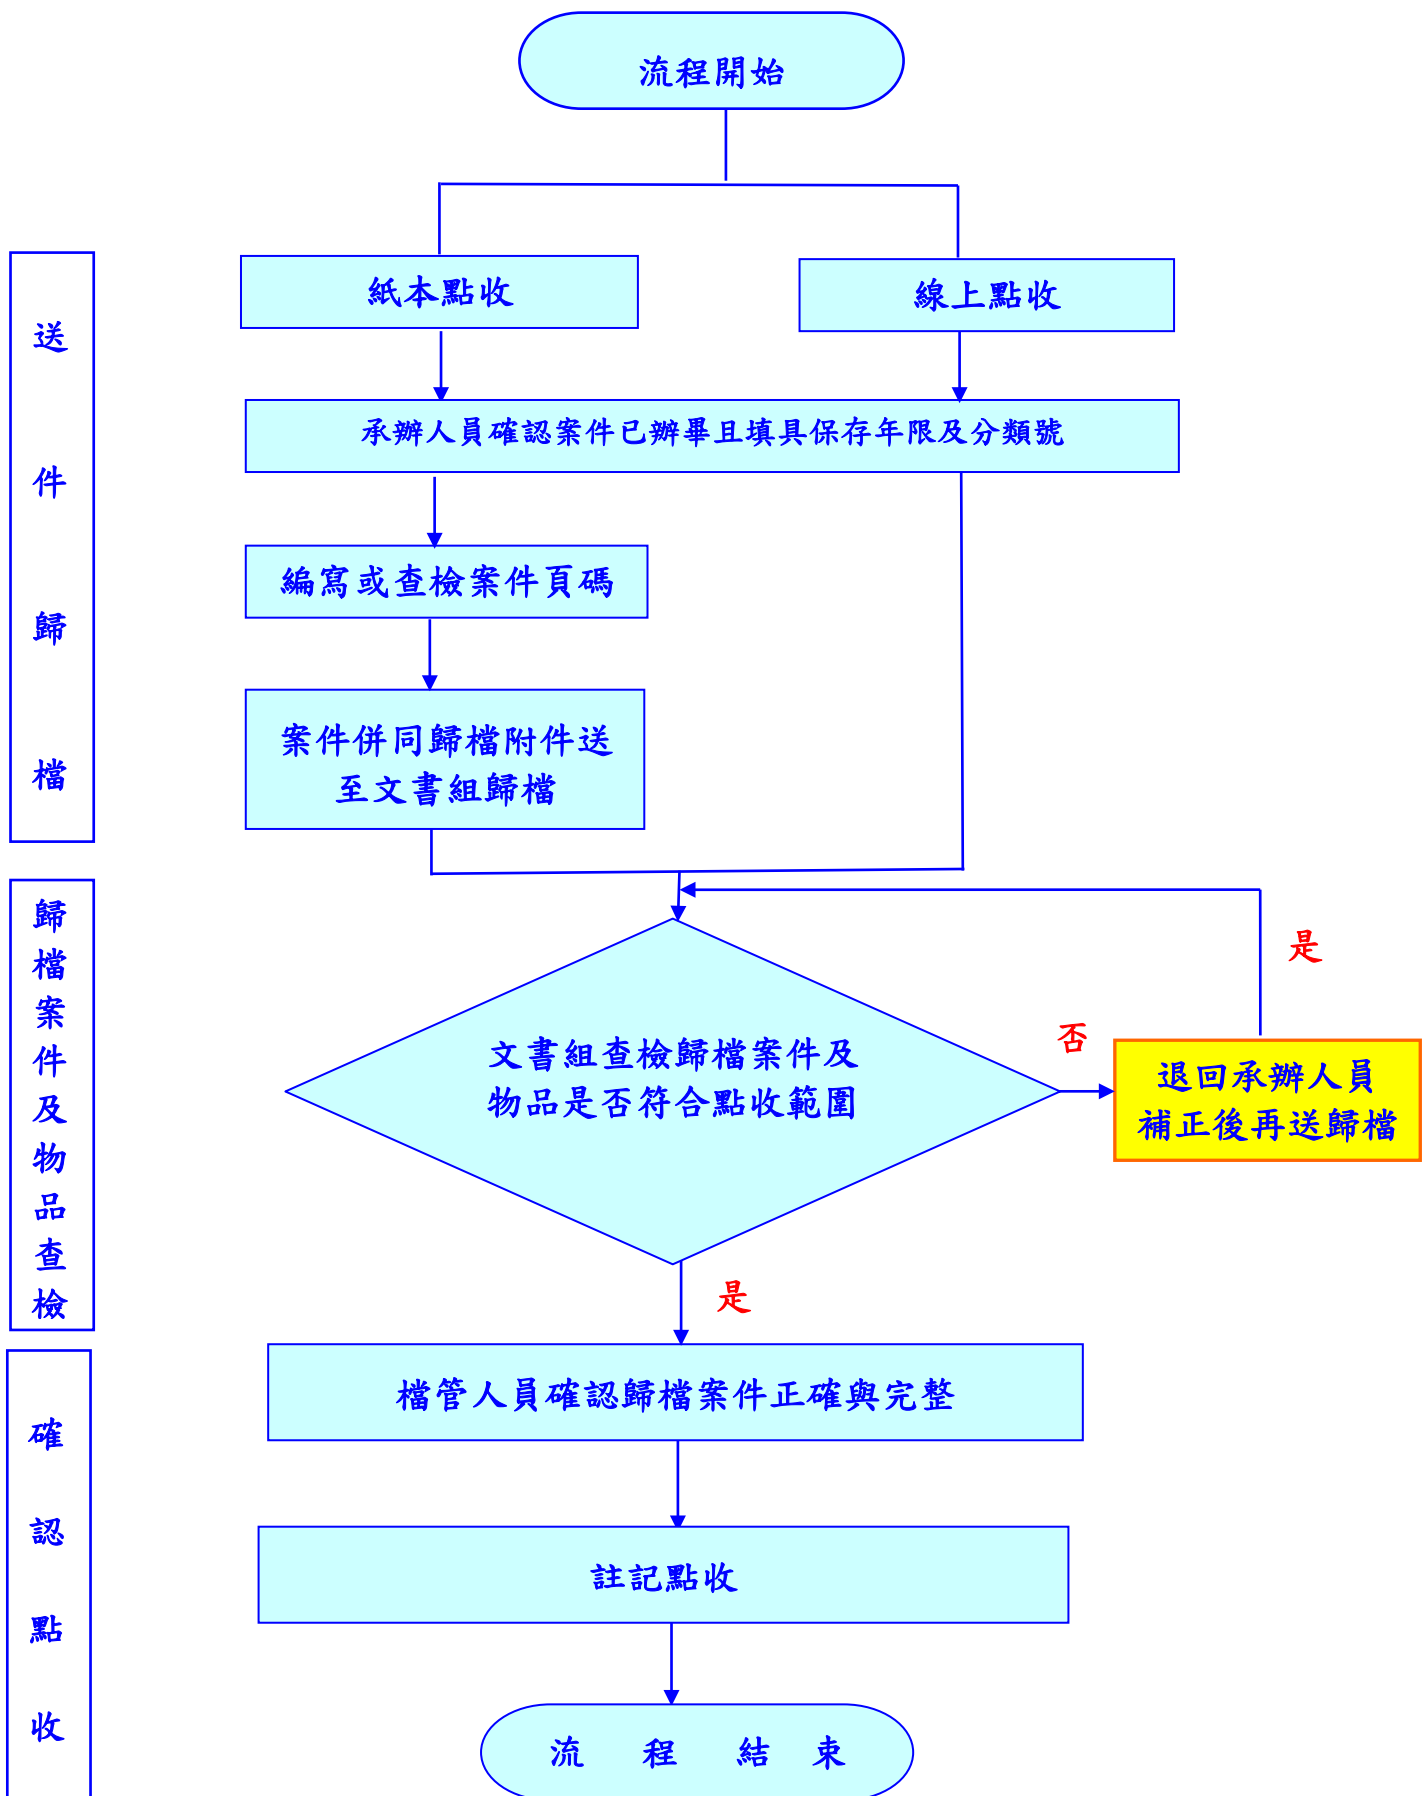 流程開始
紙本點收
線上點收
送件歸檔
承辦人員確認案件已辦畢且填具保存年限及分類號
編寫或查檢案件頁碼
案件併同歸檔附件送
至文書組歸檔
歸檔案件及物品查檢
是
文書組查檢歸檔案件及
物品是否符合點收範圍
否
退回承辦人員
補正後再送歸檔
是
確認點收
檔管人員確認歸檔案件正確與完整
註記點收
流 程 結 束